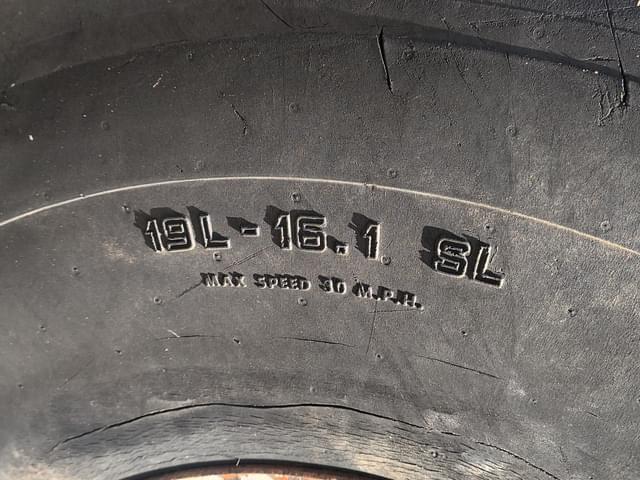 19L-16.1 SL
MAX SPEED 30 M.P.H.